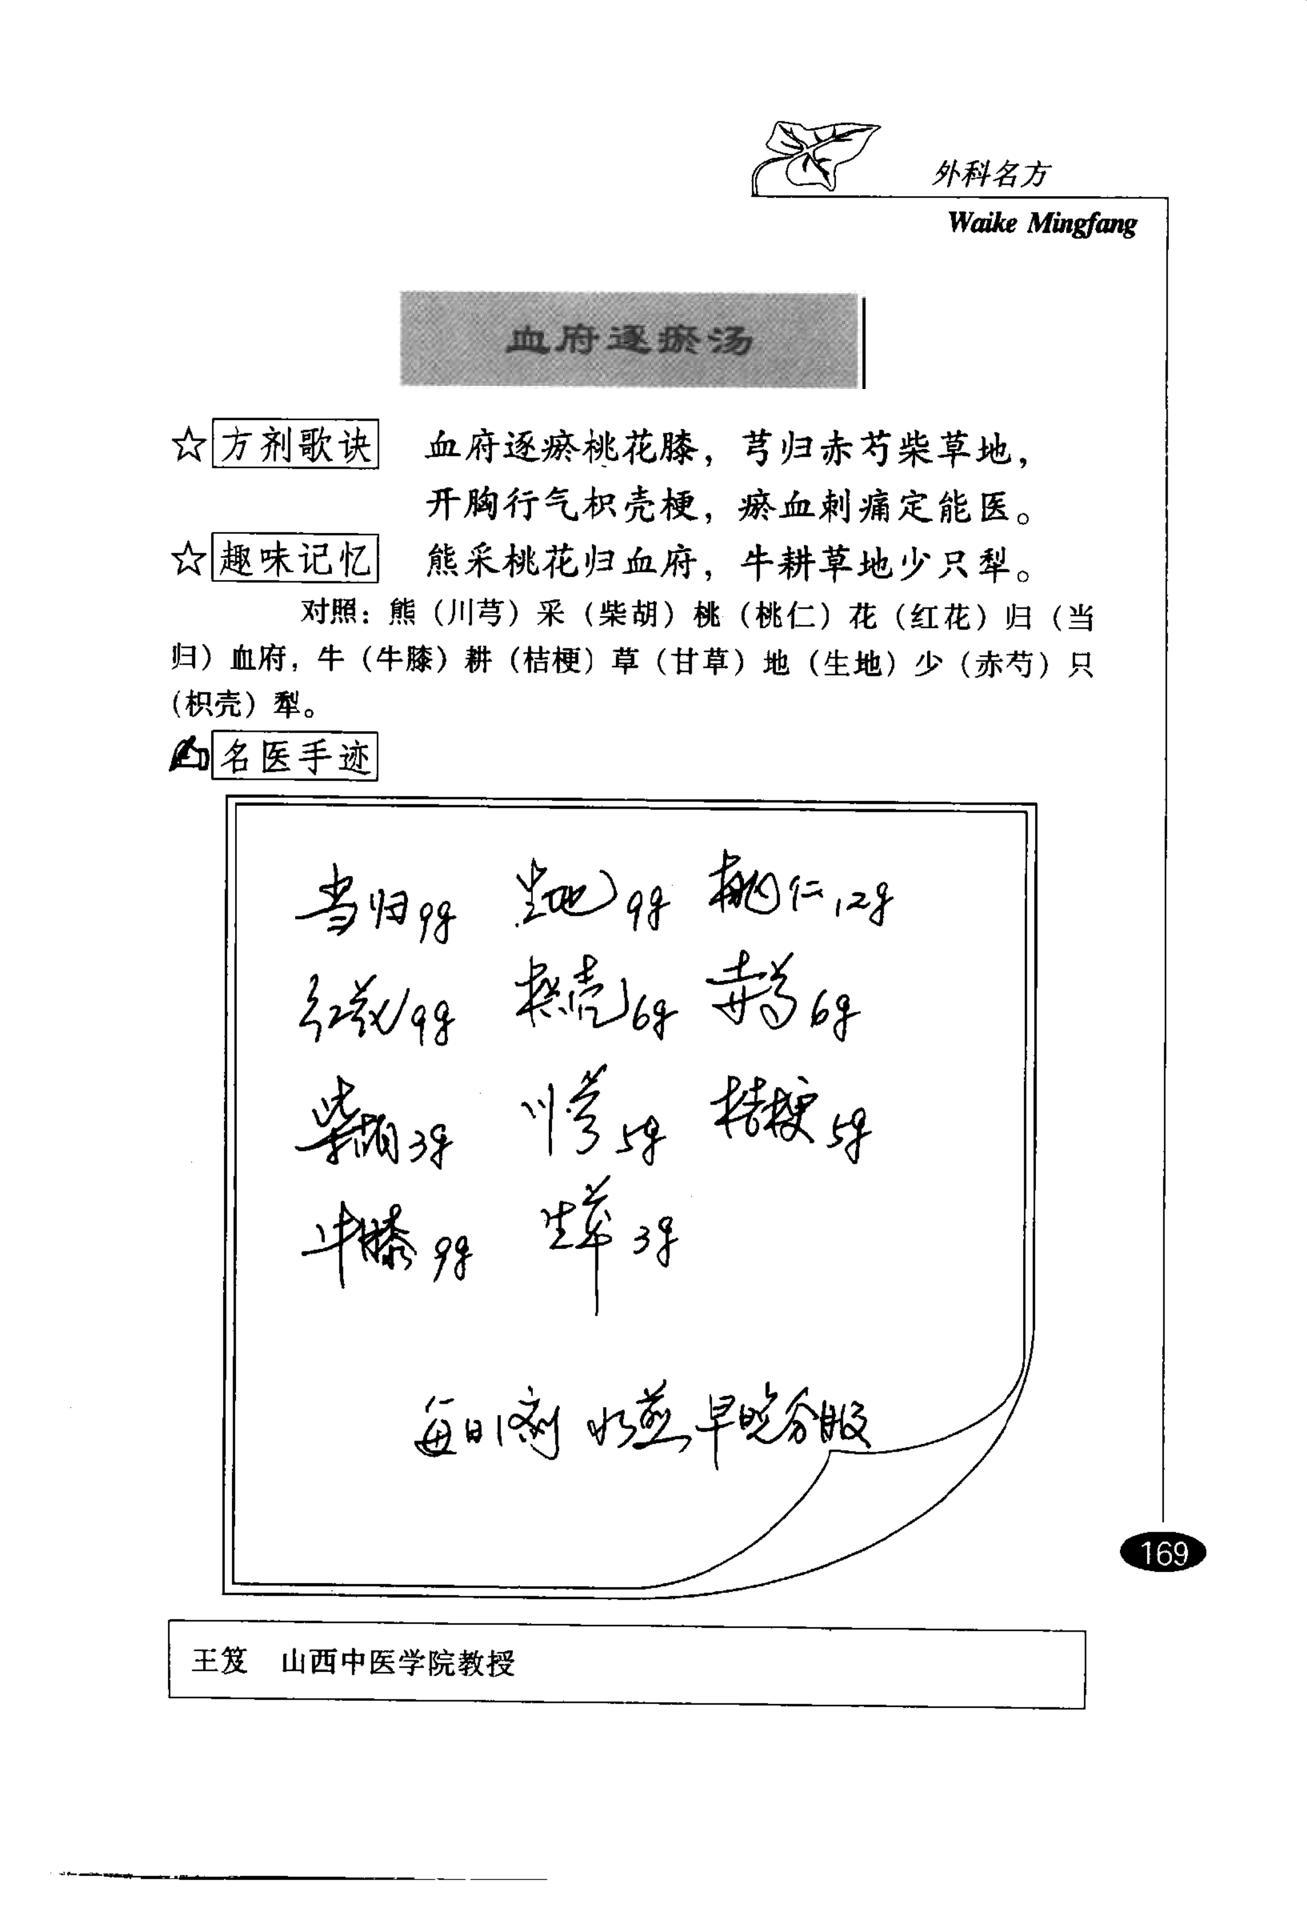 外科名方
Waike Mingfang
血府逐瘀汤
☆方剂歌诀 血府逐瘀桃花膝，芎归赤芍柴草地，
开胸行气枳壳梗，瘀血刺痛定能医。
☆趣味记忆 熊采桃花归血府，牛耕草地少只犁。
对照：熊（川芎）采（柴胡）桃（桃仁）花（红花）归（当
归）血府，牛（牛膝）耕（桔梗）草（甘草）地（生地）少（赤芍）只
（枳壳）犁。
名医手迹
当归9g 生地9g 桃仁12g
红花9g 枳壳6g 赤芍6g
柴胡3g 川芎5g 桔梗5g
牛膝9g 生草3g
每日1剂 水煎早晚分服
169
王笈 山西中医学院教授